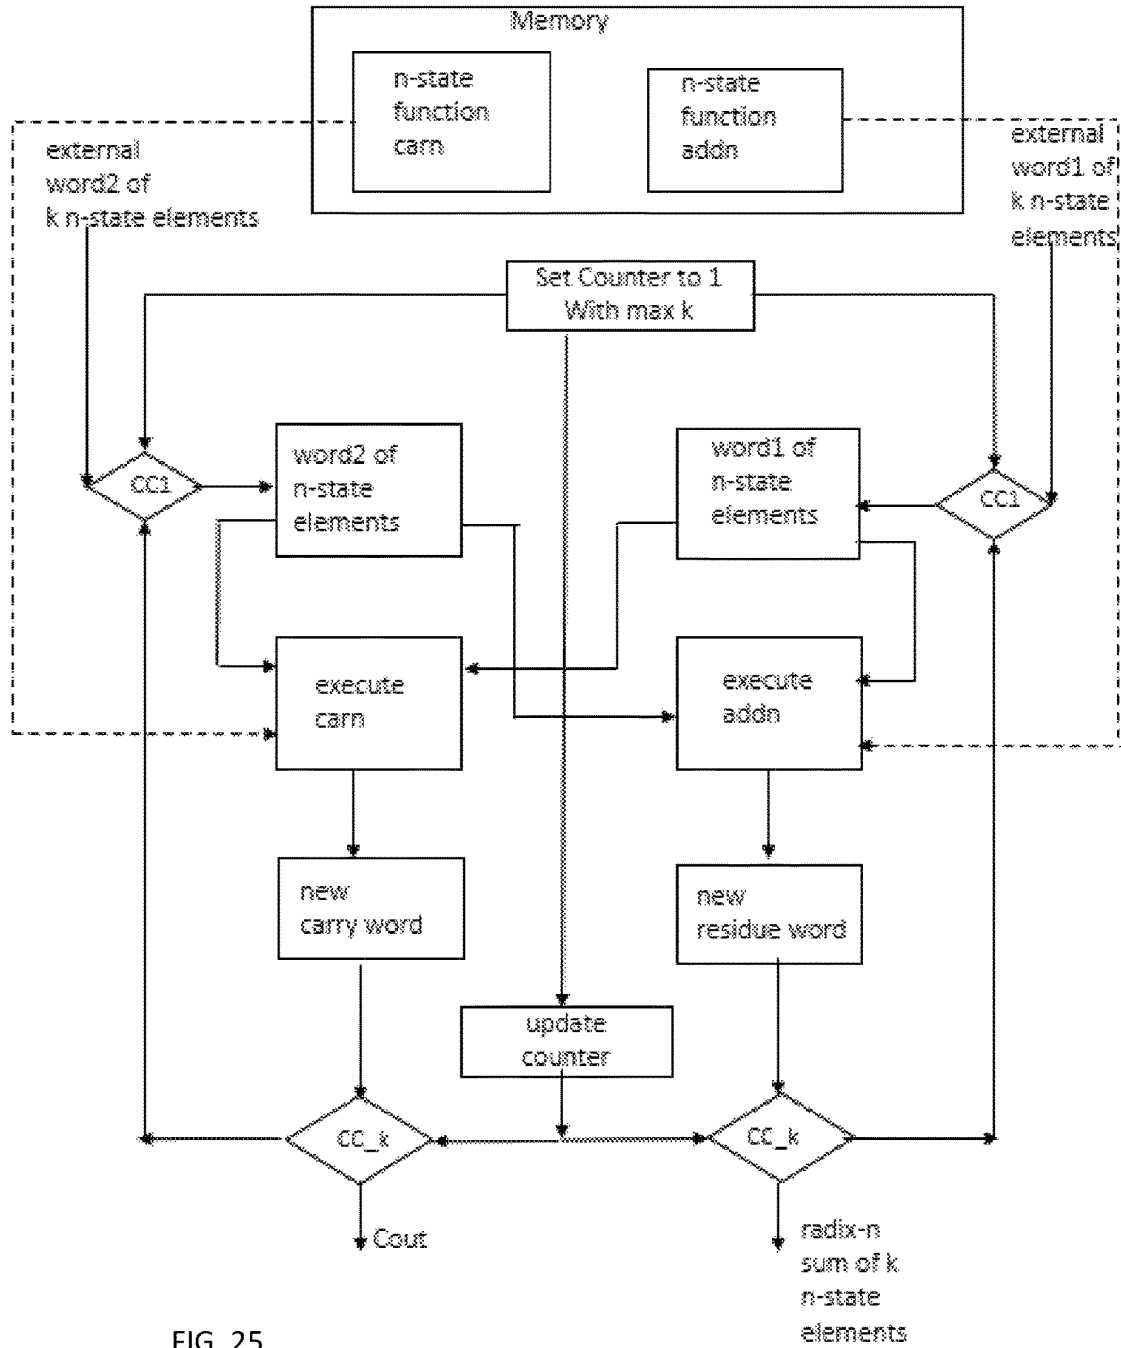 Memory
n-state
function
carn
n-state
function
addn
external
word2 of
k n-state elements
external
word1 of
k n-state
elements
Set Counter to 1
With max k
CC1
word2 of
n-state
elements
word1 of
n-state
elements
CC1
execute
carn
execute
addn
new
carry word
new
residue word
update
counter
CC_k
CC_k
Cout
radix-n
sum of k
n-state
elements
FIG. 25